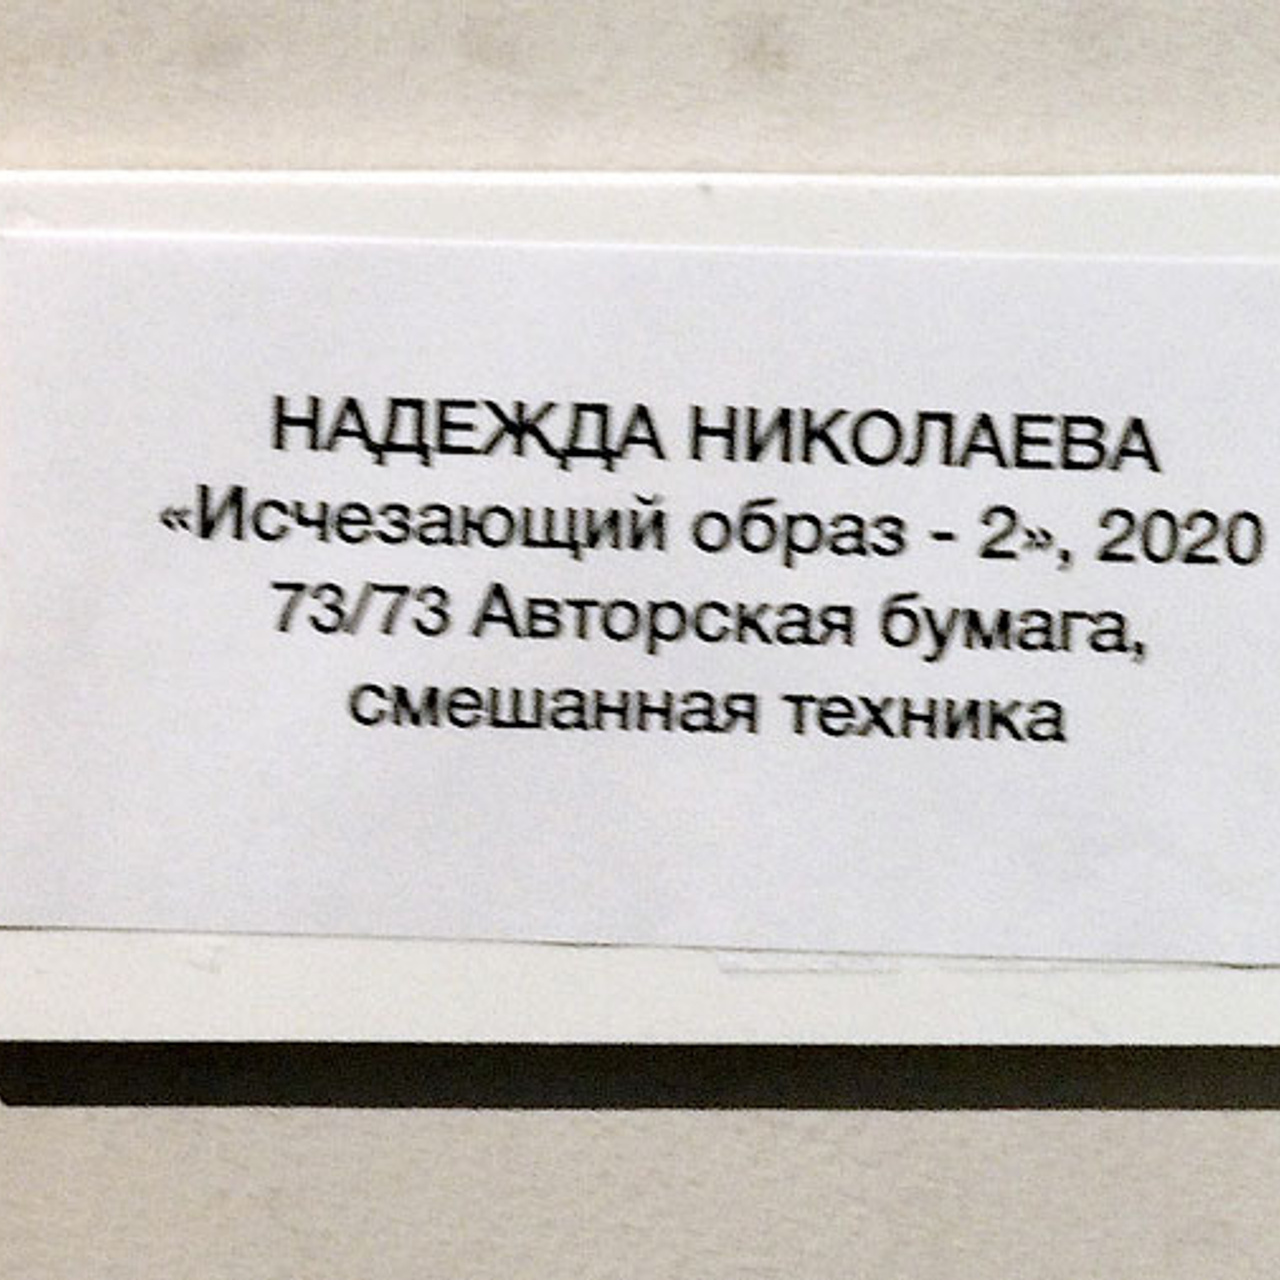 НАДЕЖДА НИКОЛАЕВА
«Исчезающий образ - 2», 2020
73/73 Авторская бумага,
смешанная техника